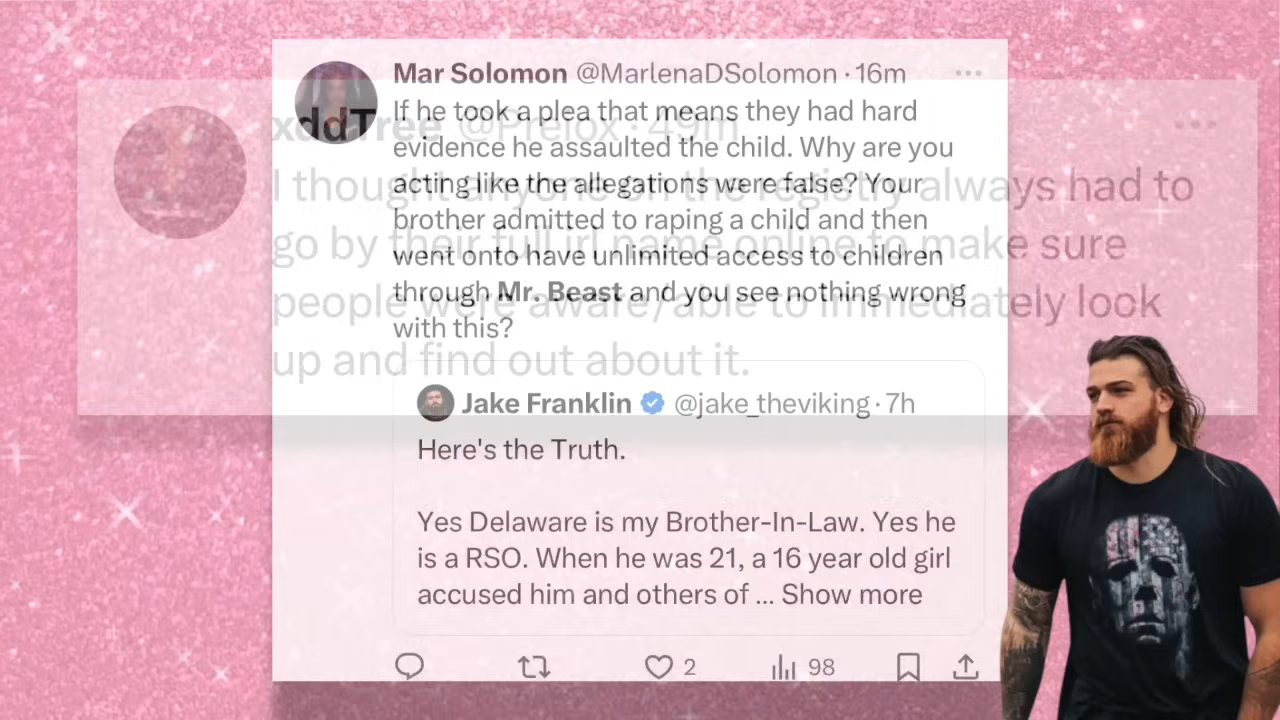 Mar Solomon @MarlenaDSolomon · 16m
If he took a plea that means they had hard
evidence he assaulted the child. Why are you
acting like the allegations were false? Your
brother admitted to raping a child and then
went onto have unlimited access to children
through Mr. Beast and you see nothing wrong
with this?
Jake Franklin @jake_theviking · 7h
Here's the Truth.
Yes Delaware is my Brother-In-Law. Yes he
is a RSO. When he was 21, a 16 year old girl
accused him and others of ... Show more
2
98
xddTree @Prelox · 49m
I thought anyone on the registry always had to
go by their full irl name online to make sure
people were aware/able to immediately look
up and find out about it.